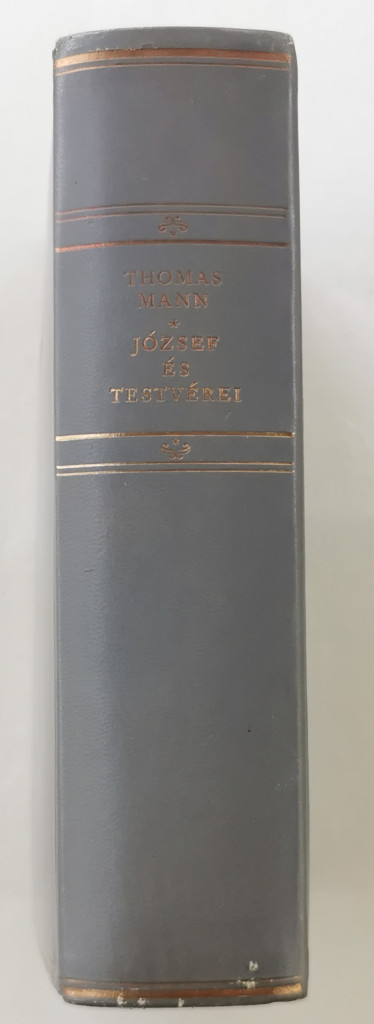 THOMAS
MANN
*
JÓZSEF
ÉS
TESTVÉREI